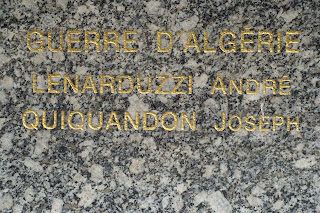 GUERRE D'ALGÉRIE
LENARDUZZI ANDRÉ
QUIQUANDON JOSEPH